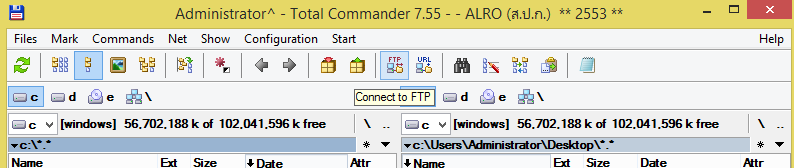 Administrator^ - Total Commander 7.55 - - ALRO (ส.ป.ก.) ** 2553 **
Files Mark Commands Net Show Configuration Start Help
FTP URL
c d e \ Connect to FTP d e \
c [windows] 56,702,188 k of 102,041,596 k free \ .. c [windows] 56,702,188 k of 102,041,596 k free \ ..
c:\*.* * c:\Users\Administrator\Desktop\*.* *
Name Ext Size Date Attr Name Ext Size Date Attr